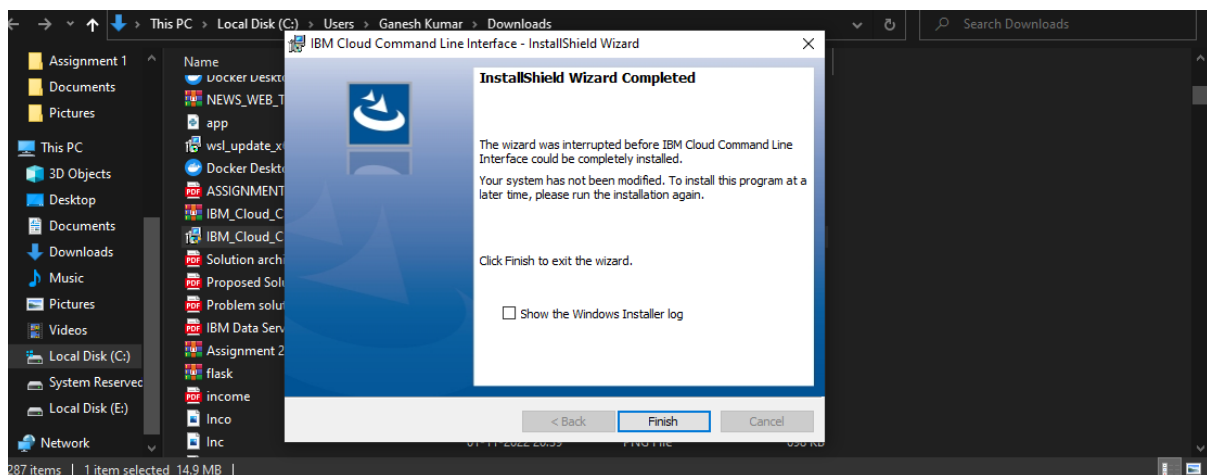 This PC > Local Disk (C:) > Users > Ganesh Kumar > Downloads
Search Downloads
Assignment 1
Documents
Pictures
This PC
3D Objects
Desktop
Documents
Downloads
Music
Pictures
Videos
Local Disk (C:)
System Reserved
Local Disk (E:)
Network
Name
Docker Deskt
NEWS_WEB_T
app
wsl_update_x
Docker Deskt
ASSIGNMENT
IBM_Cloud_C
IBM_Cloud_C
Solution archi
Proposed Solu
Problem solut
IBM Data Serv
Assignment 2
flask
income
Inco
Inc
IBM Cloud Command Line Interface - InstallShield Wizard
InstallShield Wizard Completed
The wizard was interrupted before IBM Cloud Command Line
Interface could be completely installed.
Your system has not been modified. To install this program at a
later time, please run the installation again.
Click Finish to exit the wizard.
Show the Windows Installer log
< Back
Finish
Cancel
PNG File
287 items | 1 item selected 14.9 MB |